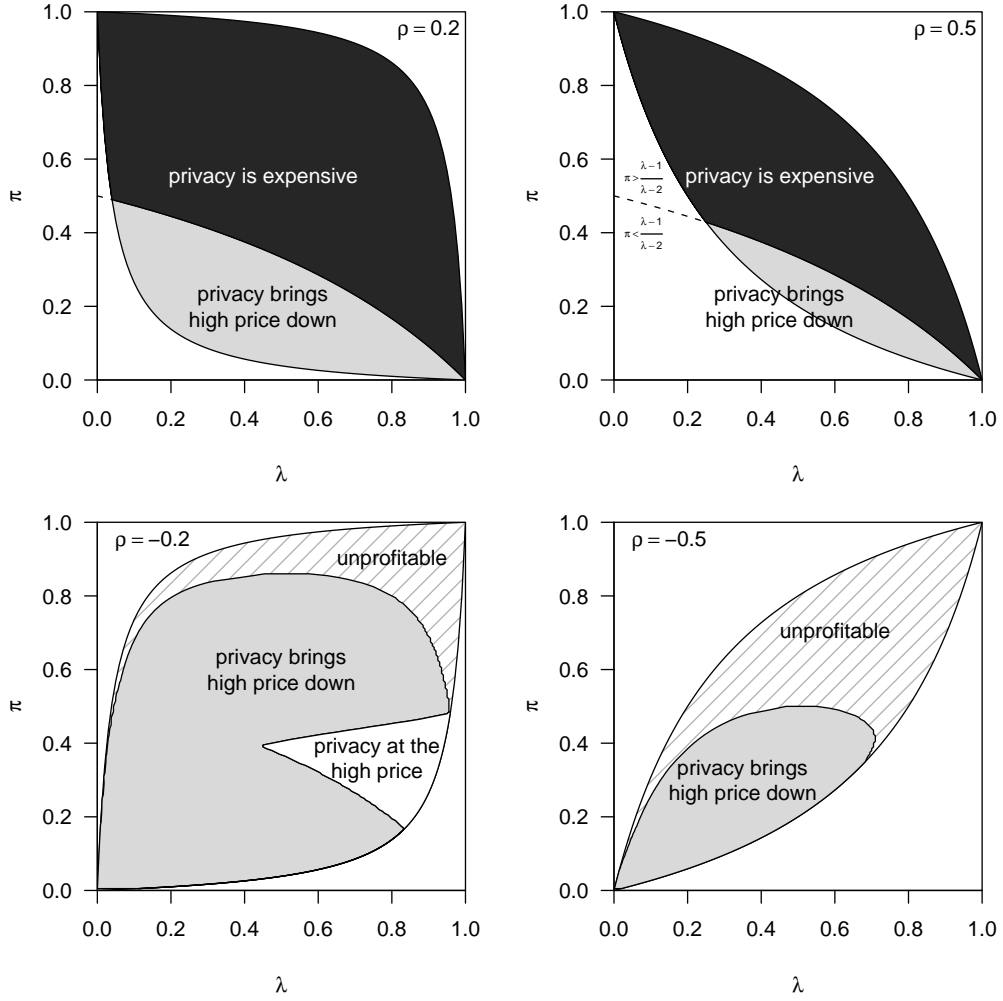 ρ = 0.2
1.0
0.8
0.6
0.4
0.2
0.0
π
privacy is expensive
privacy brings
high price down
0.0 0.2 0.4 0.6 0.8 1.0
λ
ρ = 0.5
1.0
0.8
0.6
0.4
0.2
0.0
π
π > λ−1
λ−2
π < λ−1
λ−2
privacy is expensive
privacy brings
high price down
0.0 0.2 0.4 0.6 0.8 1.0
λ
ρ = −0.2
1.0
0.8
0.6
0.4
0.2
0.0
π
unprofitable
privacy brings
high price down
privacy at the
high price
0.0 0.2 0.4 0.6 0.8 1.0
λ
ρ = −0.5
1.0
0.8
0.6
0.4
0.2
0.0
π
unprofitable
privacy brings
high price down
0.0 0.2 0.4 0.6 0.8 1.0
λ